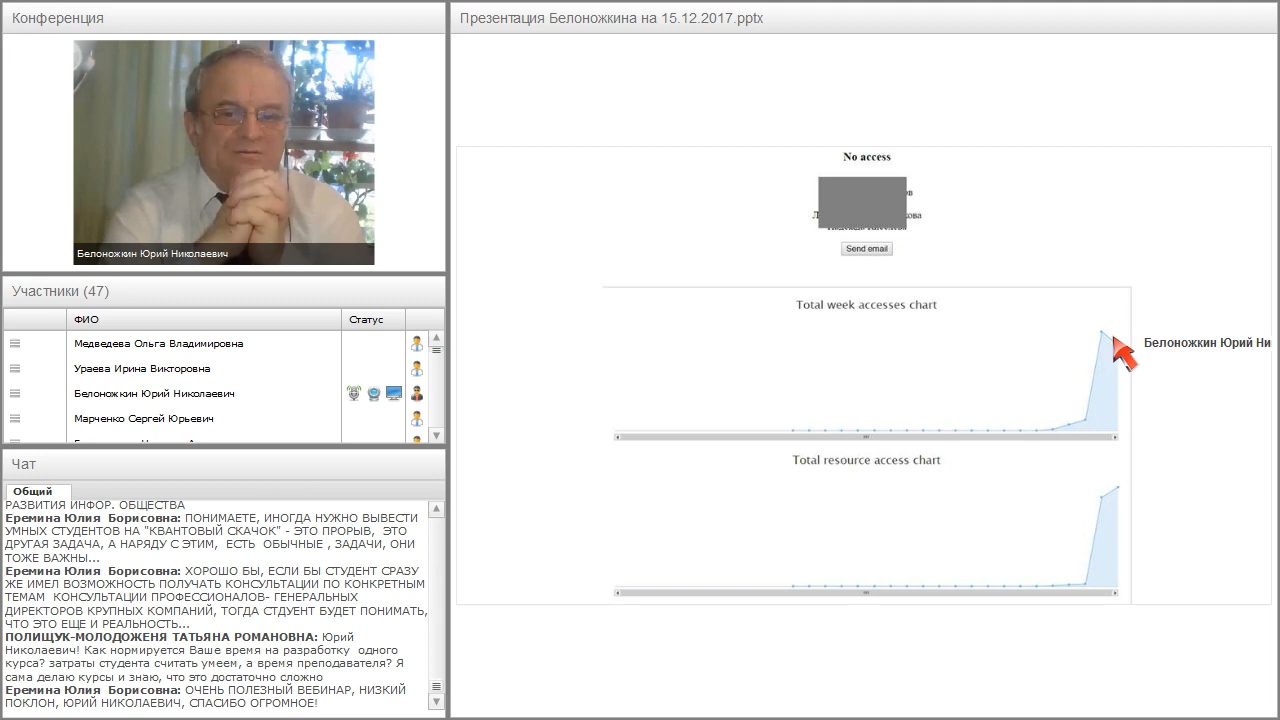 Конференция
Белоножкин Юрий Николаевич
Участники (47)
ФИО
Статус
Медведева Ольга Владимировна
Ураева Ирина Викторовна
Белоножкин Юрий Николаевич
Марченко Сергей Юрьевич
Чат
Общий
РАЗВИТИЯ ИНФОР. ОБЩЕСТВА
Еремина Юлия Борисовна: ПОНИМАЕТЕ, ИНОГДА НУЖНО ВЫВЕСТИ
УМНЫХ СТУДЕНТОВ НА "КВАНТОВЫЙ СКАЧОК" - ЭТО ПРОРЫВ, ЭТО
ДРУГАЯ ЗАДАЧА, А НАРЯДУ С ЭТИМ, ЕСТЬ ОБЫЧНЫЕ , ЗАДАЧИ, ОНИ
ТОЖЕ ВАЖНЫ...
Еремина Юлия Борисовна: ХОРОШО БЫ, ЕСЛИ БЫ СТУДЕНТ СРАЗУ
ЖЕ ИМЕЛ ВОЗМОЖНОСТЬ ПОЛУЧАТЬ КОНСУЛЬТАЦИИ ПО КОНКРЕТНЫМ
ТЕМАМ КОНСУЛЬТАЦИИ ПРОФЕССИОНАЛОВ- ГЕНЕРАЛЬНЫХ
ДИРЕКТОРОВ КРУПНЫХ КОМПАНИЙ, ТОГДА СТДУЕНТ БУДЕТ ПОНИМАТЬ,
ЧТО ЭТО ЕЩЕ И РЕАЛЬНОСТЬ...
ПОЛИЩУК-МОЛОДОЖЕНЯ ТАТЬЯНА РОМАНОВНА: Юрий
Николаевич! Как нормируется Ваше время на разработку одного
курса? затраты студента считать умеем, а время преподавателя? Я
сама делаю курсы и знаю, что это достаточно сложно
Еремина Юлия Борисовна: ОЧЕНЬ ПОЛЕЗНЫЙ ВЕБИНАР, НИЗКИЙ
ПОКЛОН, ЮРИЙ НИКОЛАЕВИЧ, СПАСИБО ОГРОМНОЕ!
Презентация Белоножкина на 15.12.2017.pptx
No access
Send email
Total week accesses chart
Белоножкин Юрий Ни
Total resource access chart